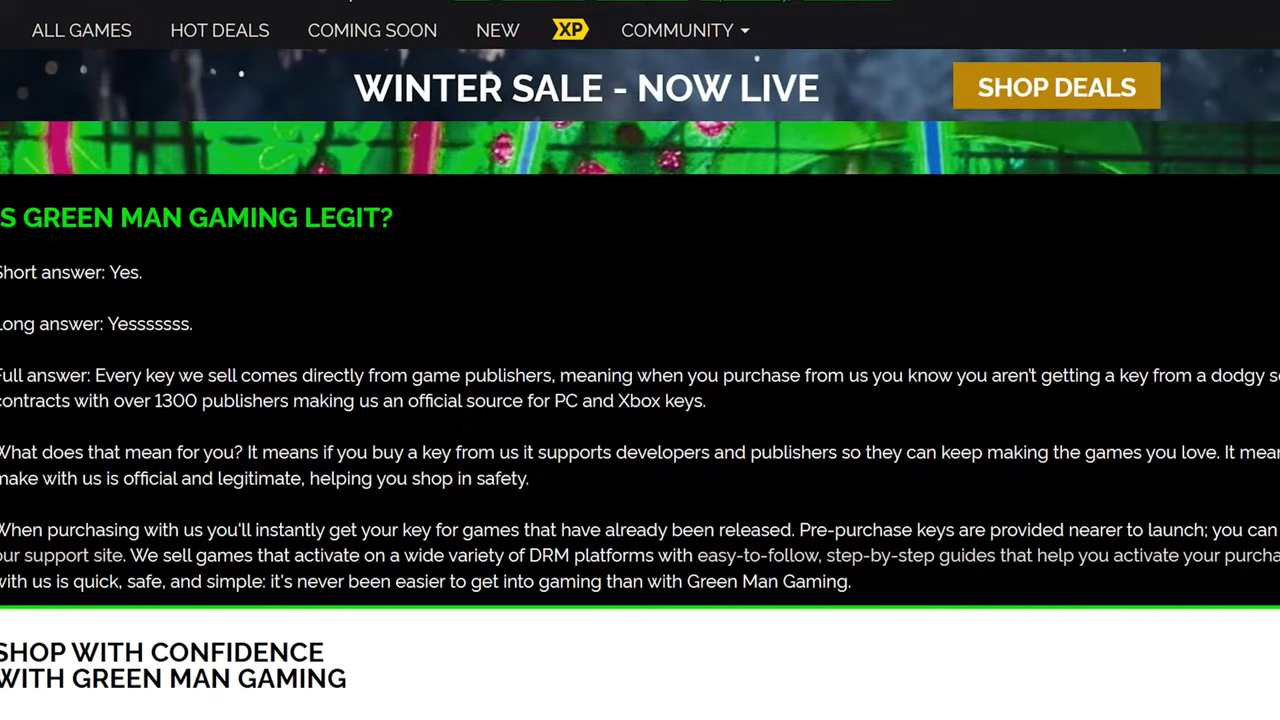 ALL GAMES HOT DEALS COMING SOON NEW XP COMMUNITY
WINTER SALE - NOW LIVE SHOP DEALS
S GREEN MAN GAMING LEGIT?
Short answer: Yes.
Long answer: Yesssssss.
Full answer: Every key we sell comes directly from game publishers, meaning when you purchase from us you know you aren't getting a key from a dodgy
contracts with over 1300 publishers making us an official source for PC and Xbox keys.
What does that mean for you? It means if you buy a key from us it supports developers and publishers so they can keep making the games you love. It
make with us is official and legitimate, helping you shop in safety.
When purchasing with us you'll instantly get your key for games that have already been released. Pre-purchase keys are provided nearer to launch; you can
our support site. We sell games that activate on a wide variety of DRM platforms with easy-to-follow, step-by-step guides that help you activate your
with us is quick, safe, and simple: it's never been easier to get into gaming than with Green Man Gaming.
SHOP WITH CONFIDENCE
WITH GREEN MAN GAMING